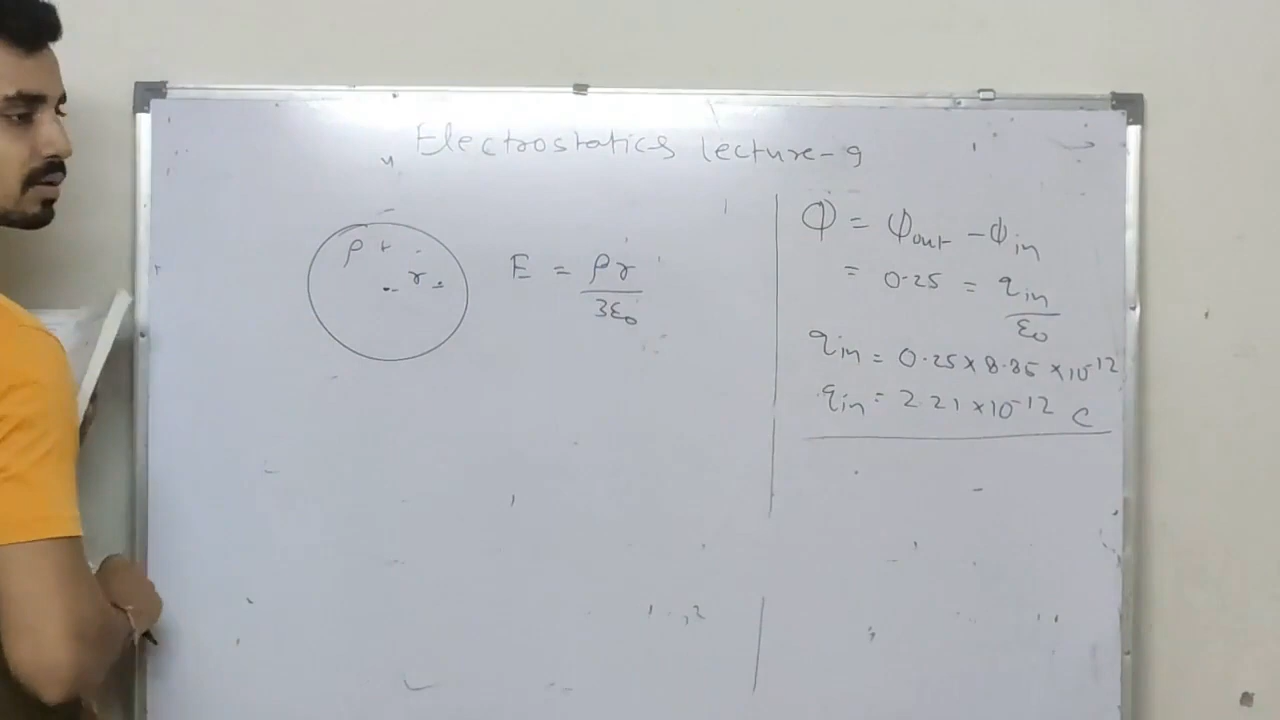 Electrostatics lecture-9
ρ +
r
E = ρr / 3ε₀
Φ = Φout - Φin
= 0.25 = qin / ε₀
qin = 0.25 × 8.85 × 10⁻¹²
qin = 2.21 × 10⁻¹² C